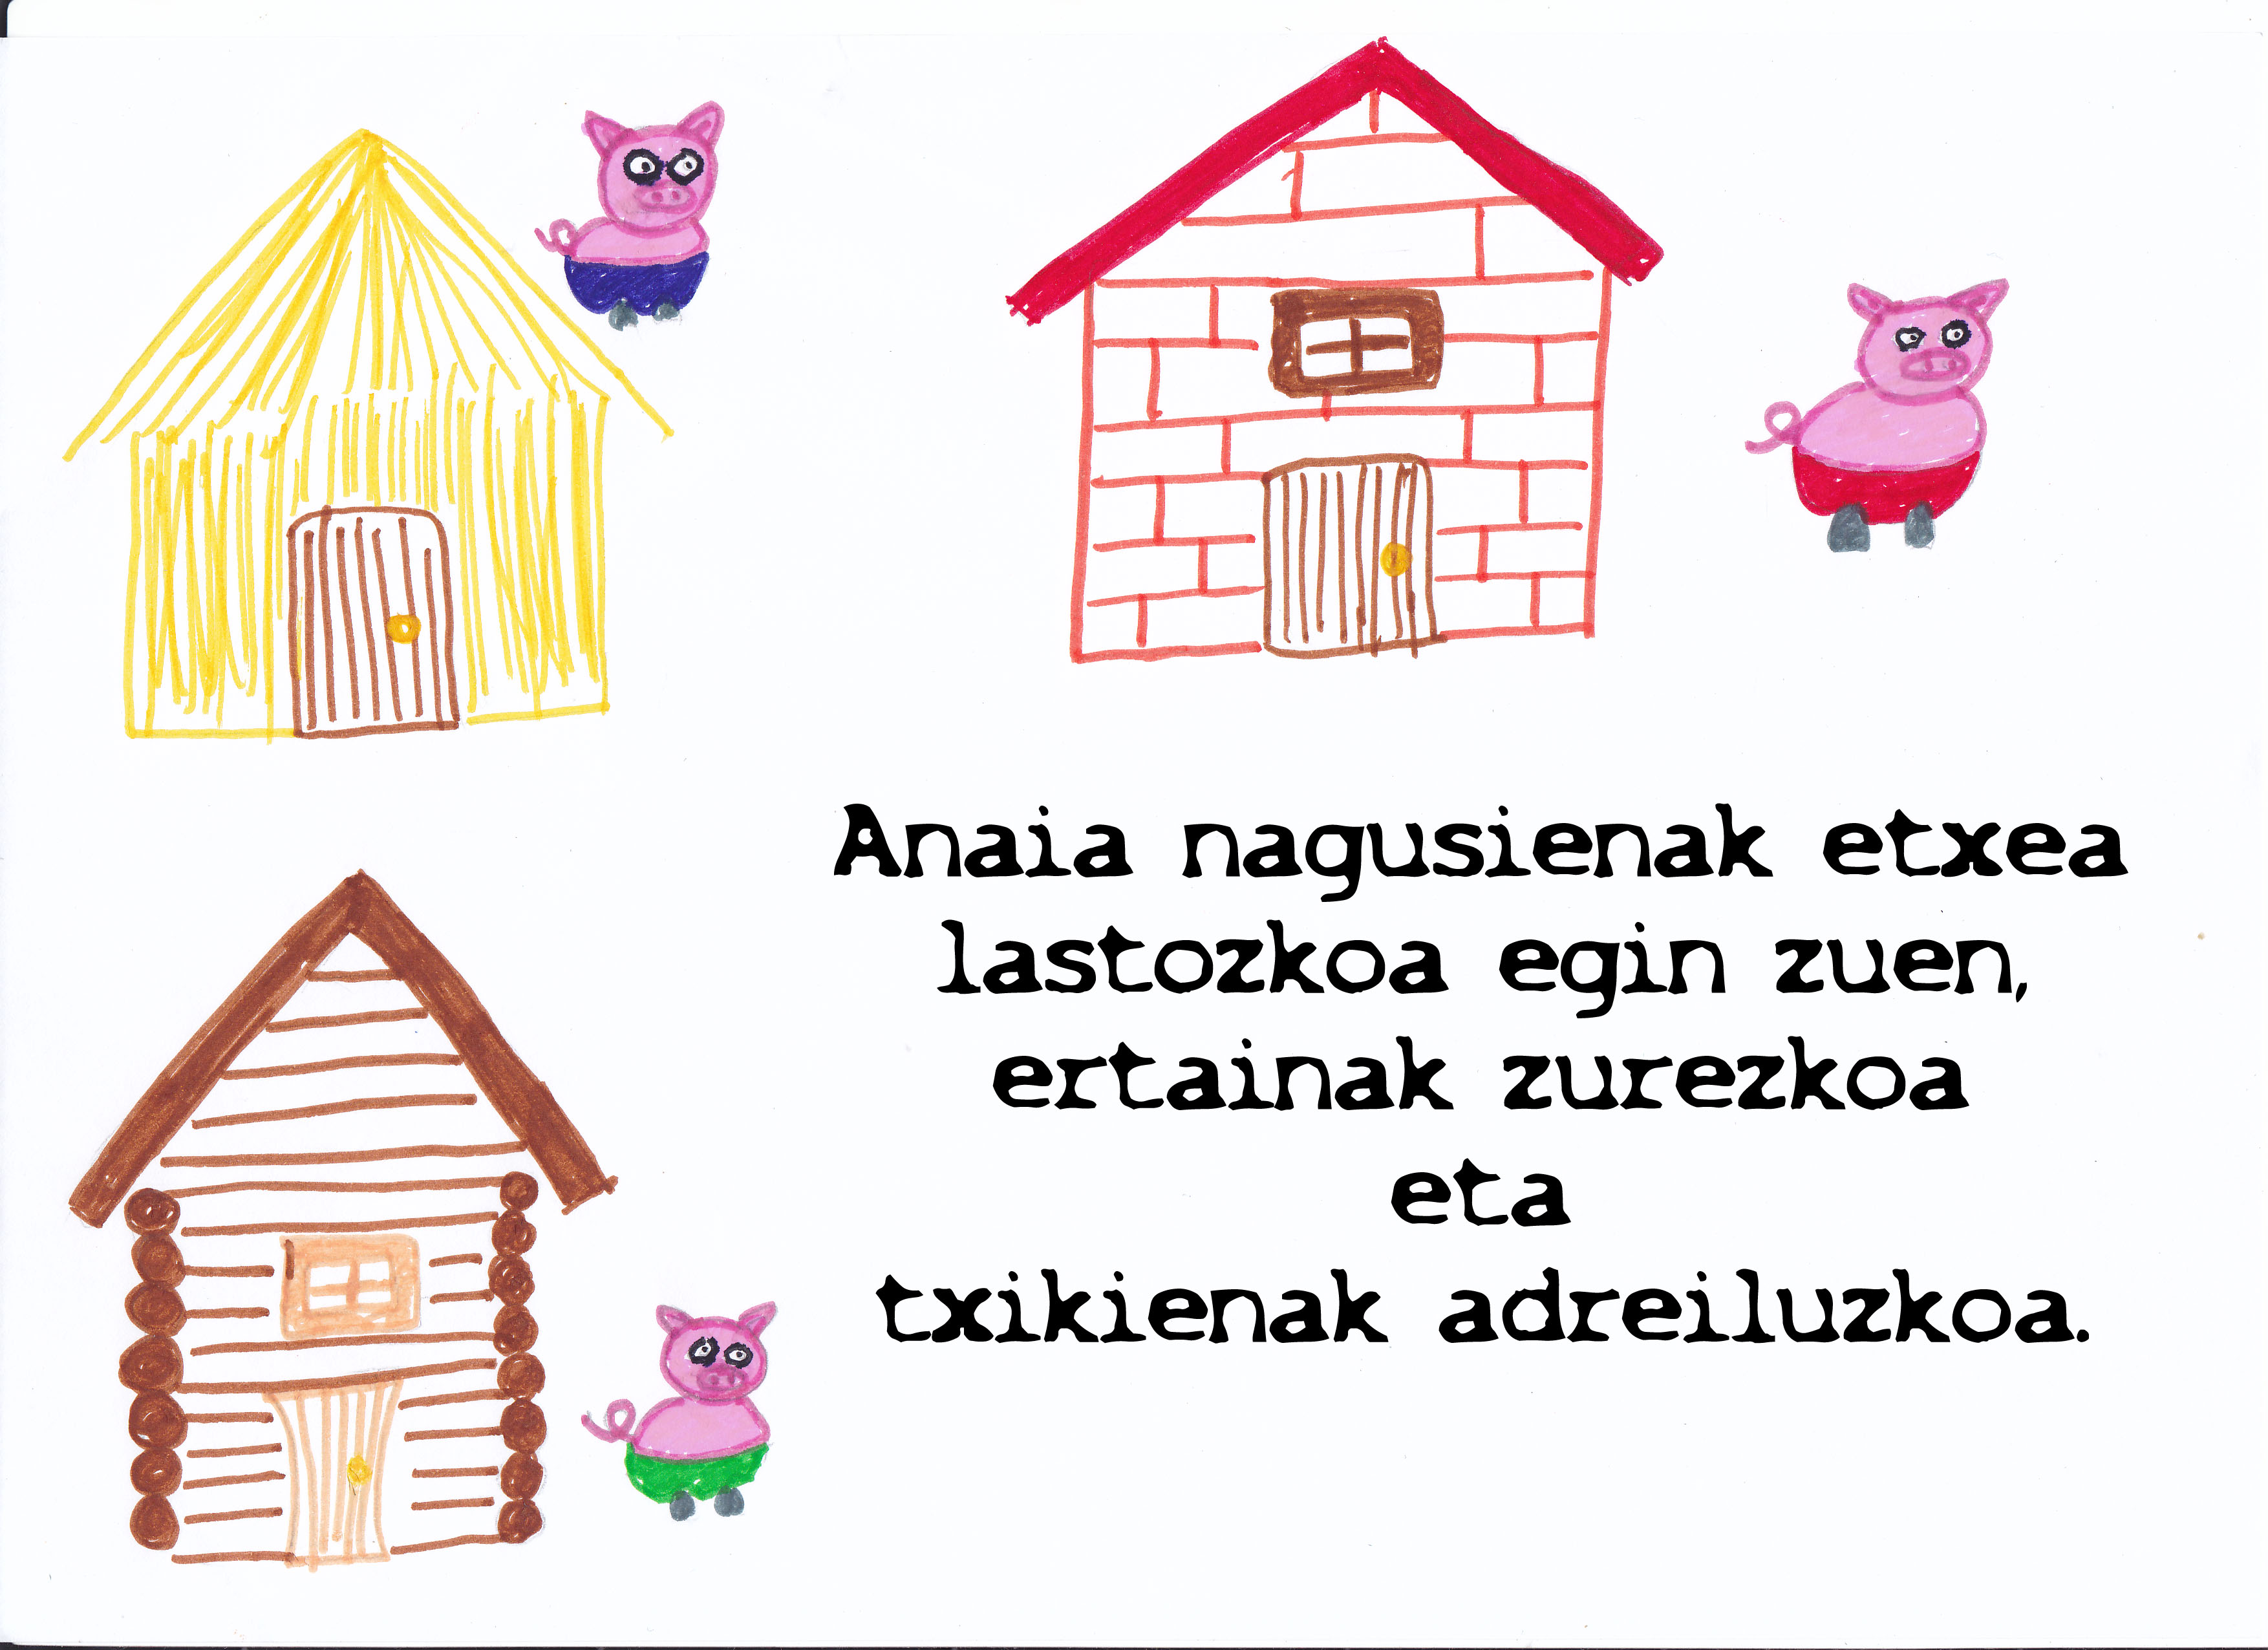 Anaia nagusienak etxea
lastozkoa egin zuen,
ertainak zurezkoa
eta
txikienak adreiluzkoa.